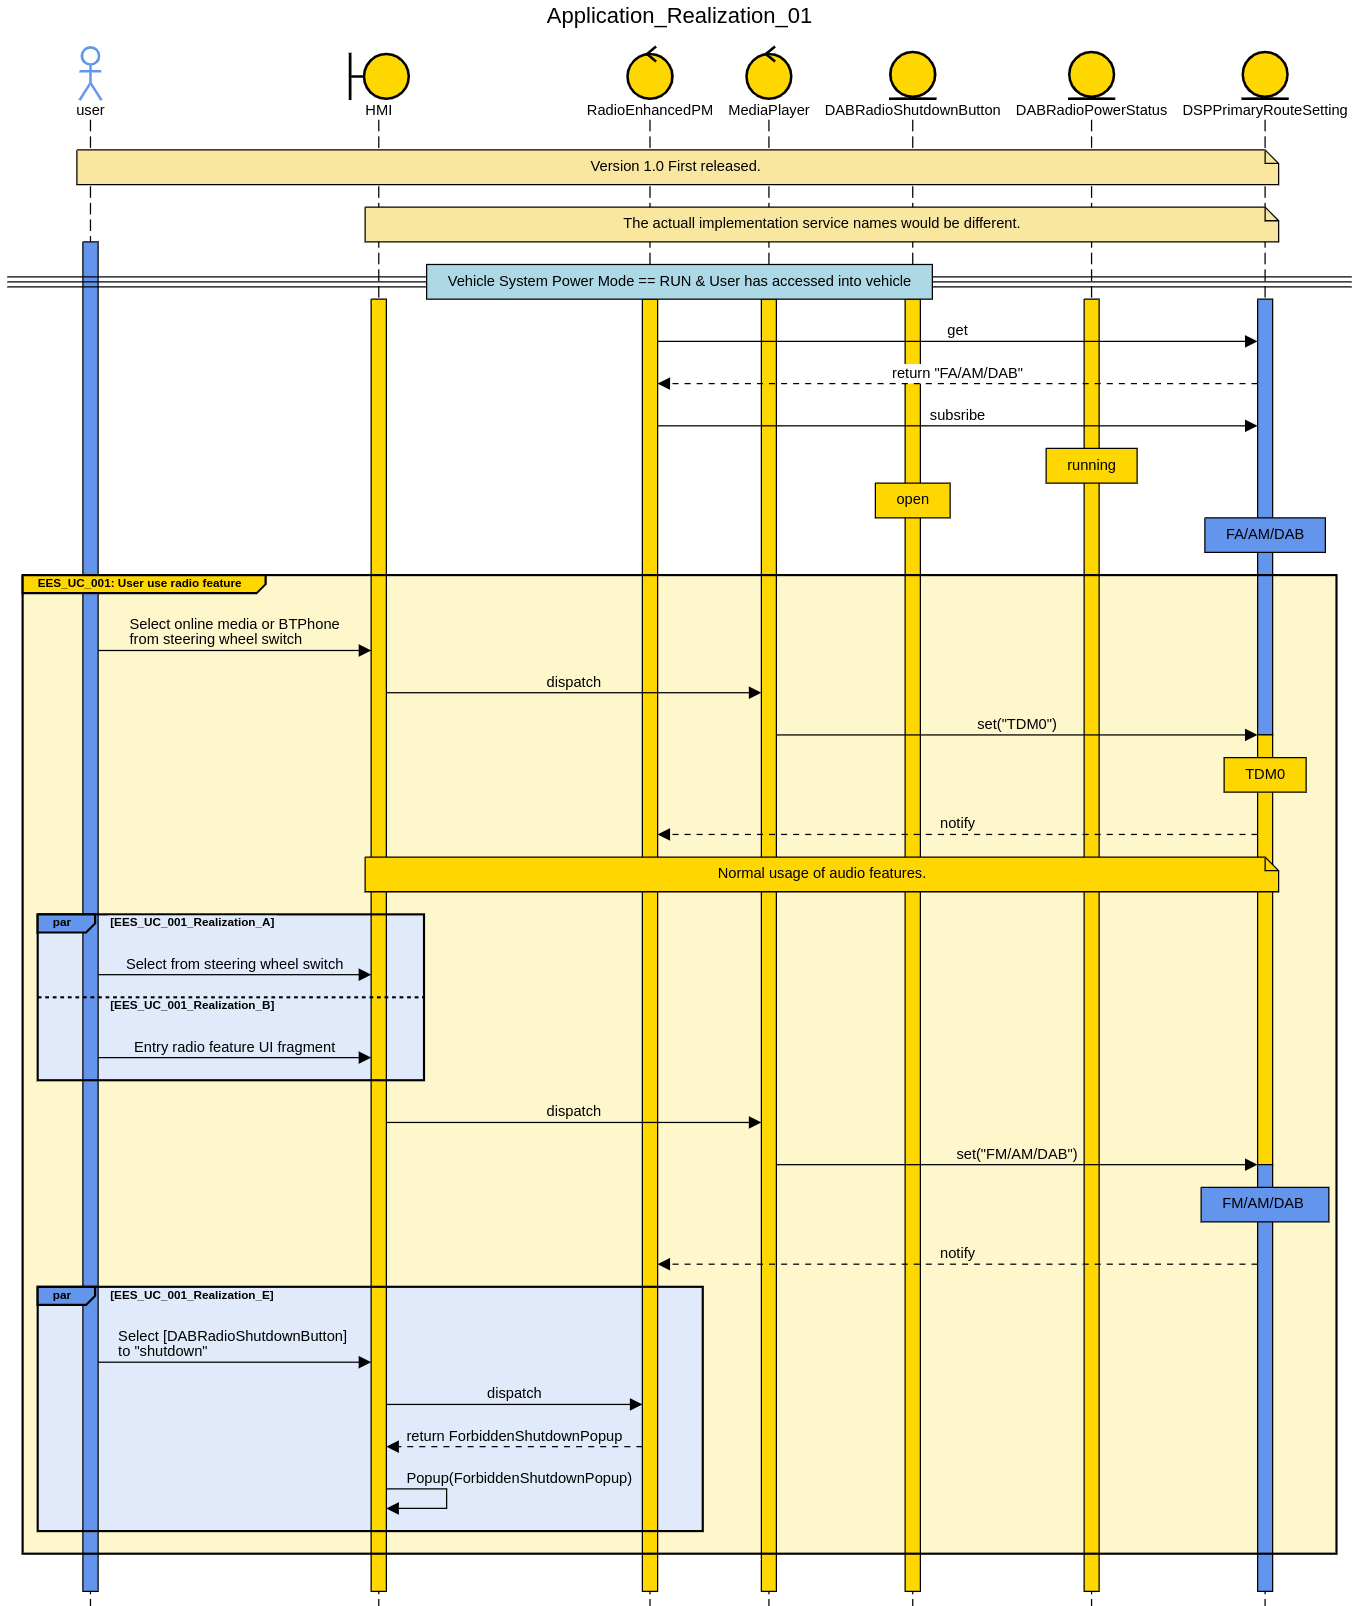 Application_Realization_01
user
HMI
RadioEnhancedPM
MediaPlayer
DABRadioShutdownButton
DABRadioPowerStatus
DSPPrimaryRouteSetting
Version 1.0 First released.
The actuall implementation service names would be different.
Vehicle System Power Mode == RUN & User has accessed into vehicle
get
return "FA/AM/DAB"
subsribe
running
open
FA/AM/DAB
EES_UC_001: User use radio feature
Select online media or BTPhone
from steering wheel switch
dispatch
set("TDM0")
TDM0
notify
Normal usage of audio features.
par
[EES_UC_001_Realization_A]
Select from steering wheel switch
[EES_UC_001_Realization_B]
Entry radio feature UI fragment
dispatch
set("FM/AM/DAB")
FM/AM/DAB
notify
par
[EES_UC_001_Realization_E]
Select [DABRadioShutdownButton]
to "shutdown"
dispatch
return ForbiddenShutdownPopup
Popup(ForbiddenShutdownPopup)